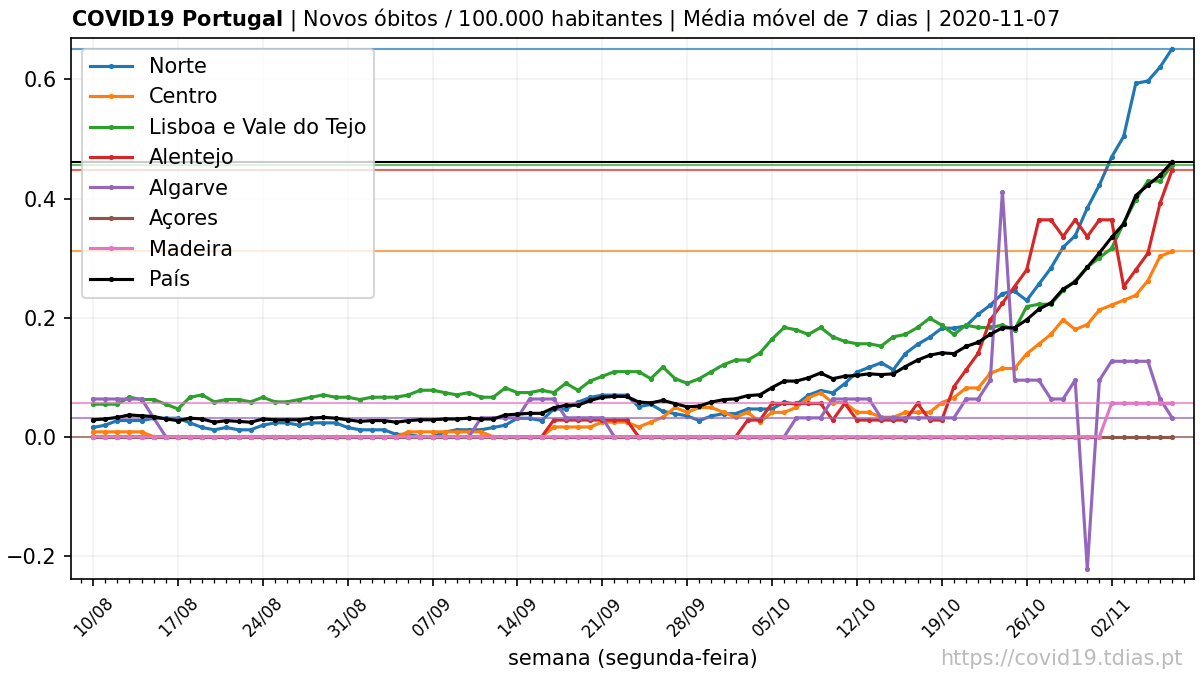 COVID19 Portugal | Novos óbitos / 100.000 habitantes | Média móvel de 7 dias | 2020-11-07
Norte
Centro
Lisboa e Vale do Tejo
Alentejo
Algarve
Açores
Madeira
País
0.6
0.4
0.2
0.0
−0.2
10/08
17/08
24/08
31/08
07/09
14/09
21/09
28/09
05/10
12/10
19/10
26/10
02/11
semana (segunda-feira)
https://covid19.tdias.pt